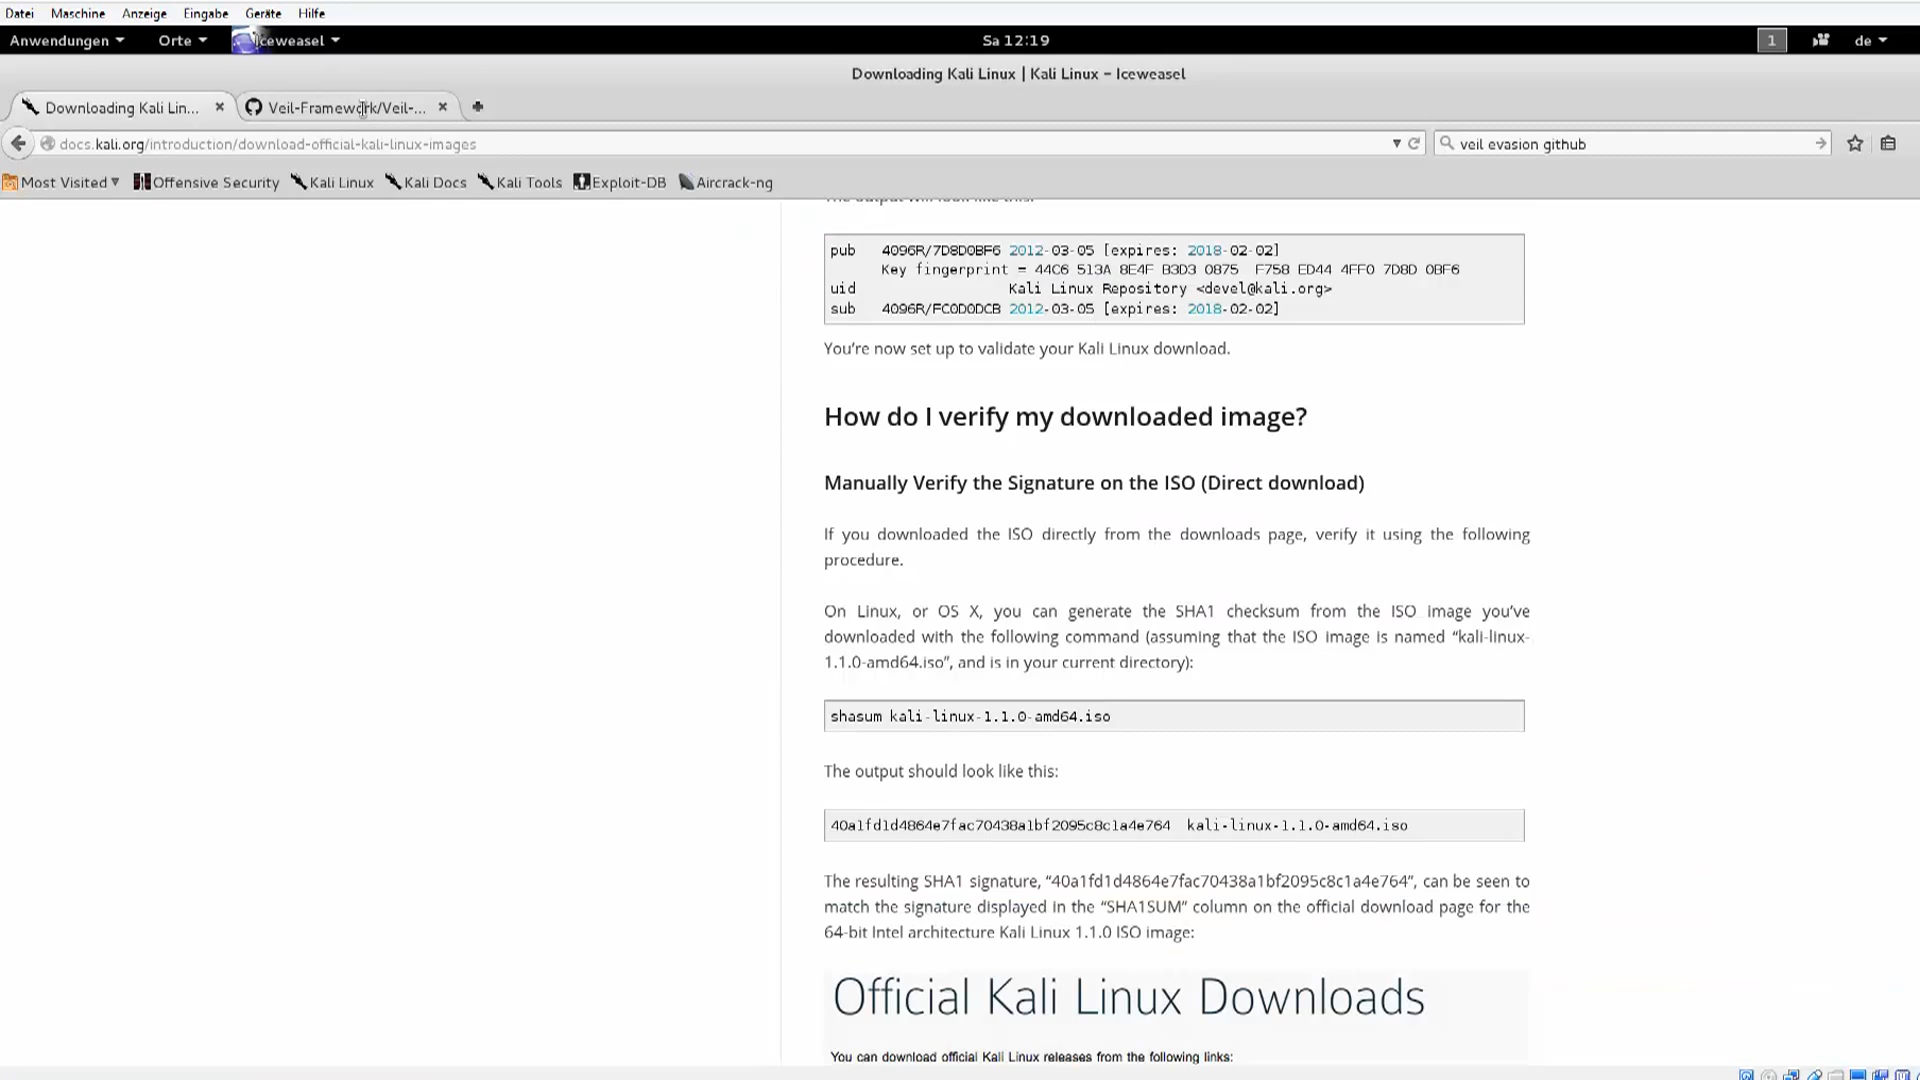 Datei Maschine Anzeige Eingabe Geräte Hilfe
Anwendungen Orte Iceweasel Sa 12:19 1 de
Downloading Kali Linux | Kali Linux – Iceweasel
Downloading Kali Lin... Veil-Framework/Veil-...
docs.kali.org/introduction/download-official-kali-linux-images veil evasion github
Most Visited Offensive Security Kali Linux Kali Docs Kali Tools Exploit-DB Aircrack-ng
pub 4096R/7D8D0BF6 2012-03-05 [expires: 2018-02-02]
Key fingerprint = 44C6 513A 8E4F B3D3 0875 F758 ED44 4FF0 7D8D 0BF6
uid Kali Linux Repository <devel@kali.org>
sub 4096R/FC0D0DCB 2012-03-05 [expires: 2018-02-02]
You’re now set up to validate your Kali Linux download.
How do I verify my downloaded image?
Manually Verify the Signature on the ISO (Direct download)
If you downloaded the ISO directly from the downloads page, verify it using the following
procedure.
On Linux, or OS X, you can generate the SHA1 checksum from the ISO image you’ve
downloaded with the following command (assuming that the ISO image is named “kali-linux-
1.1.0-amd64.iso”, and is in your current directory):
shasum kali-linux-1.1.0-amd64.iso
The output should look like this:
40a1fd1d4864e7fac70438a1bf2095c8c1a4e764 kali-linux-1.1.0-amd64.iso
The resulting SHA1 signature, “40a1fd1d4864e7fac70438a1bf2095c8c1a4e764”, can be seen to
match the signature displayed in the “SHA1SUM” column on the official download page for the
64-bit Intel architecture Kali Linux 1.1.0 ISO image:
Official Kali Linux Downloads
You can download official Kali Linux releases from the following links: